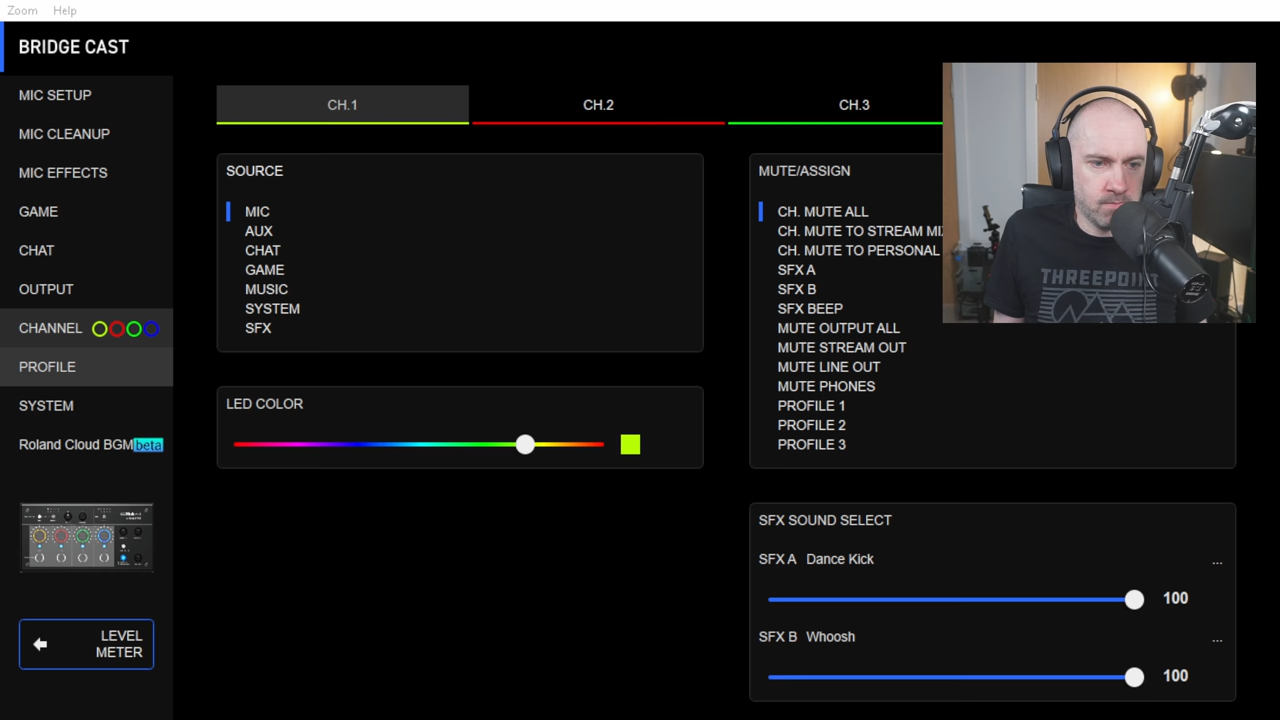 Zoom Help
BRIDGE CAST
MIC SETUP
MIC CLEANUP
MIC EFFECTS
GAME
CHAT
OUTPUT
CHANNEL
PROFILE
SYSTEM
Roland Cloud BGM beta
LEVEL
METER
CH.1 CH.2 CH.3
SOURCE
MIC
AUX
CHAT
GAME
MUSIC
SYSTEM
SFX
LED COLOR
MUTE/ASSIGN
CH. MUTE ALL
CH. MUTE TO STREAM
CH. MUTE TO PERSONAL
SFX A
SFX B
SFX BEEP
MUTE OUTPUT ALL
MUTE STREAM OUT
MUTE LINE OUT
MUTE PHONES
PROFILE 1
PROFILE 2
PROFILE 3
SFX SOUND SELECT
SFX A Dance Kick ...
100
SFX B Whoosh ...
100